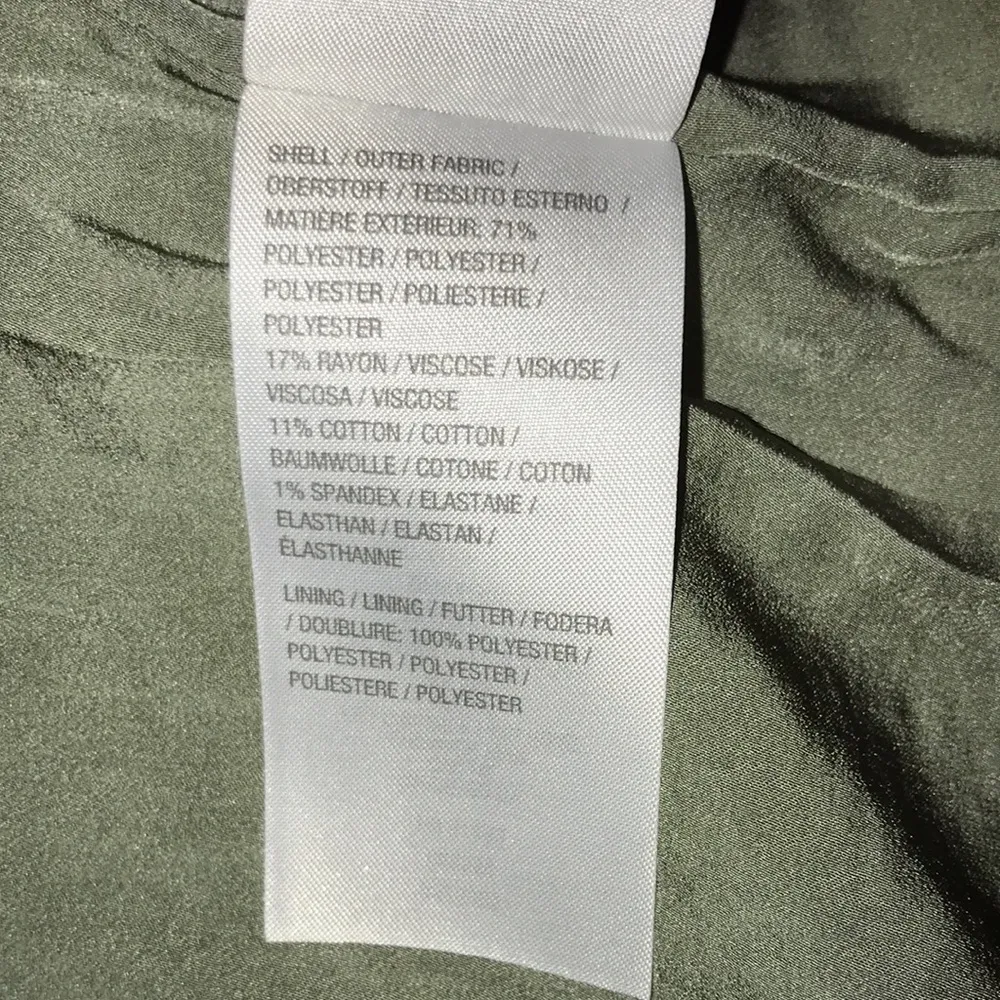 SHELL / OUTER FABRIC /
OBERSTOFF / TESSUTO ESTERNO /
MATIÈRE EXTÉRIEUR: 71%
POLYESTER / POLYESTER /
POLYESTER / POLIESTERE /
POLYESTER
17% RAYON / VISCOSE / VISKOSE /
VISCOSA / VISCOSE
11% COTTON / COTTON /
BAUMWOLLE / COTONE / COTON
1% SPANDEX / ELASTANE /
ELASTHAN / ELASTAN /
ÉLASTHANNE
LINING / LINING / FUTTER / FODERA
/ DOUBLURE: 100% POLYESTER /
POLYESTER / POLYESTER /
POLIESTERE / POLYESTER